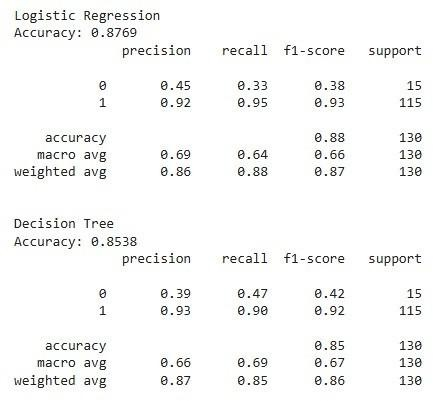 Logistic Regression
Accuracy: 0.8769
precision recall f1-score support
0 0.45 0.33 0.38 15
1 0.92 0.95 0.93 115
accuracy 0.88 130
macro avg 0.69 0.64 0.66 130
weighted avg 0.86 0.88 0.87 130
Decision Tree
Accuracy: 0.8538
precision recall f1-score support
0 0.39 0.47 0.42 15
1 0.93 0.90 0.92 115
accuracy 0.85 130
macro avg 0.66 0.69 0.67 130
weighted avg 0.87 0.85 0.86 130